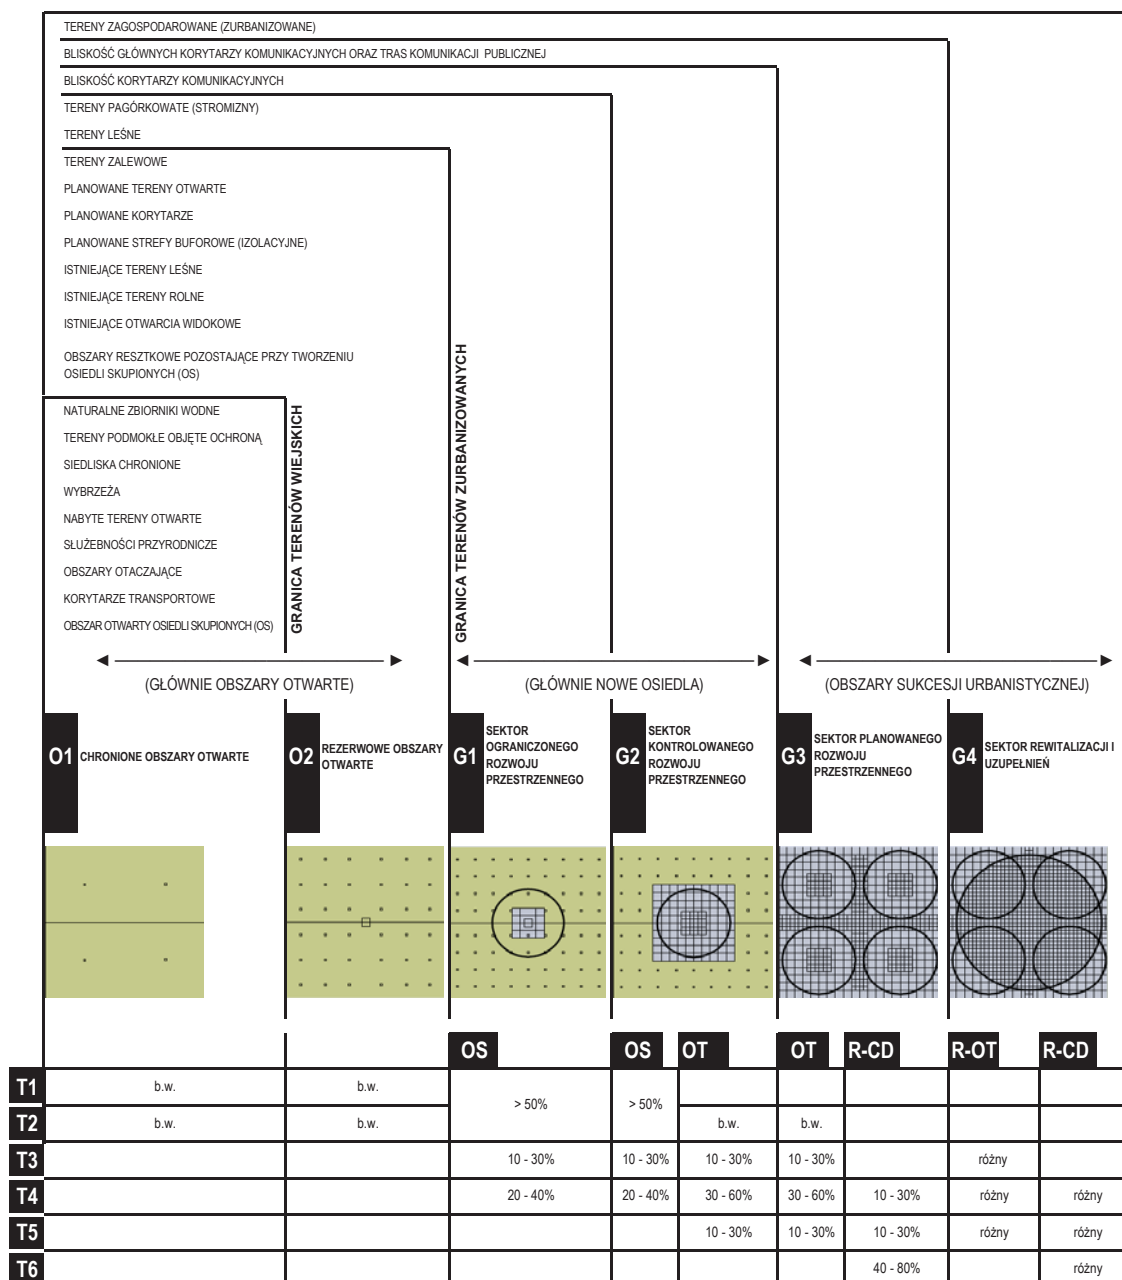 TERENY ZAGOSPODAROWANE (ZURBANIZOWANE)
BLISKOŚĆ GŁÓWNYCH KORYTARZY KOMUNIKACYJNYCH ORAZ TRAS KOMUNIKACJI PUBLICZNEJ
BLISKOŚĆ KORYTARZY KOMUNIKACYJNYCH
TERENY PAGÓRKOWATE (STROMIZNY)
TERENY LEŚNE
TERENY ZALEWOWE
PLANOWANE TERENY OTWARTE
PLANOWANE KORYTARZE
PLANOWANE STREFY BUFOROWE (IZOLACYJNE)
ISTNIEJĄCE TERENY LEŚNE
ISTNIEJĄCE TERENY ROLNE
ISTNIEJĄCE OTWARCIA WIDOKOWE
OBSZARY RESZTKOWE POZOSTAJĄCE PRZY TWORZENIU
OSIEDLI SKUPIONYCH (OS)
NATURALNE ZBIORNIKI WODNE
TERENY PODMOKŁE OBJĘTE OCHRONĄ
SIEDLISKA CHRONIONE
WYBRZEŻA
NABYTE TERENY OTWARTE
SŁUŻEBNOŚCI PRZYRODNICZE
OBSZARY OTACZAJĄCE
KORYTARZE TRANSPORTOWE
OBSZAR OTWARTY OSIEDLI SKUPIONYCH (OS)
GRANICA TERENÓW WIEJSKICH
GRANICA TERENÓW ZURBANIZOWANYCH
(GŁÓWNIE OBSZARY OTWARTE)
(GŁÓWNIE NOWE OSIEDLA)
(OBSZARY SUKCESJI URBANISTYCZNEJ)
O1 CHRONIONE OBSZARY OTWARTE
O2 REZERWOWE OBSZARY
OTWARTE
G1 SEKTOR
OGRANICZONEGO
ROZWOJU
PRZESTRZENNEGO
G2 SEKTOR
KONTROLOWANEGO
ROZWOJU
PRZESTRZENNEGO
G3 SEKTOR PLANOWANEGO
ROZWOJU
PRZESTRZENNEGO
G4 SEKTOR REWITALIZACJI I
UZUPEŁNIEŃ
OS OS OT OT R-CD R-OT R-CD
T1 b.w. b.w.
> 50% > 50%
T2 b.w. b.w. b.w. b.w.
T3 10 - 30% 10 - 30% 10 - 30% 10 - 30% różny
T4 20 - 40% 20 - 40% 30 - 60% 30 - 60% 10 - 30% różny różny
T5 10 - 30% 10 - 30% 10 - 30% różny różny
T6 40 - 80% różny